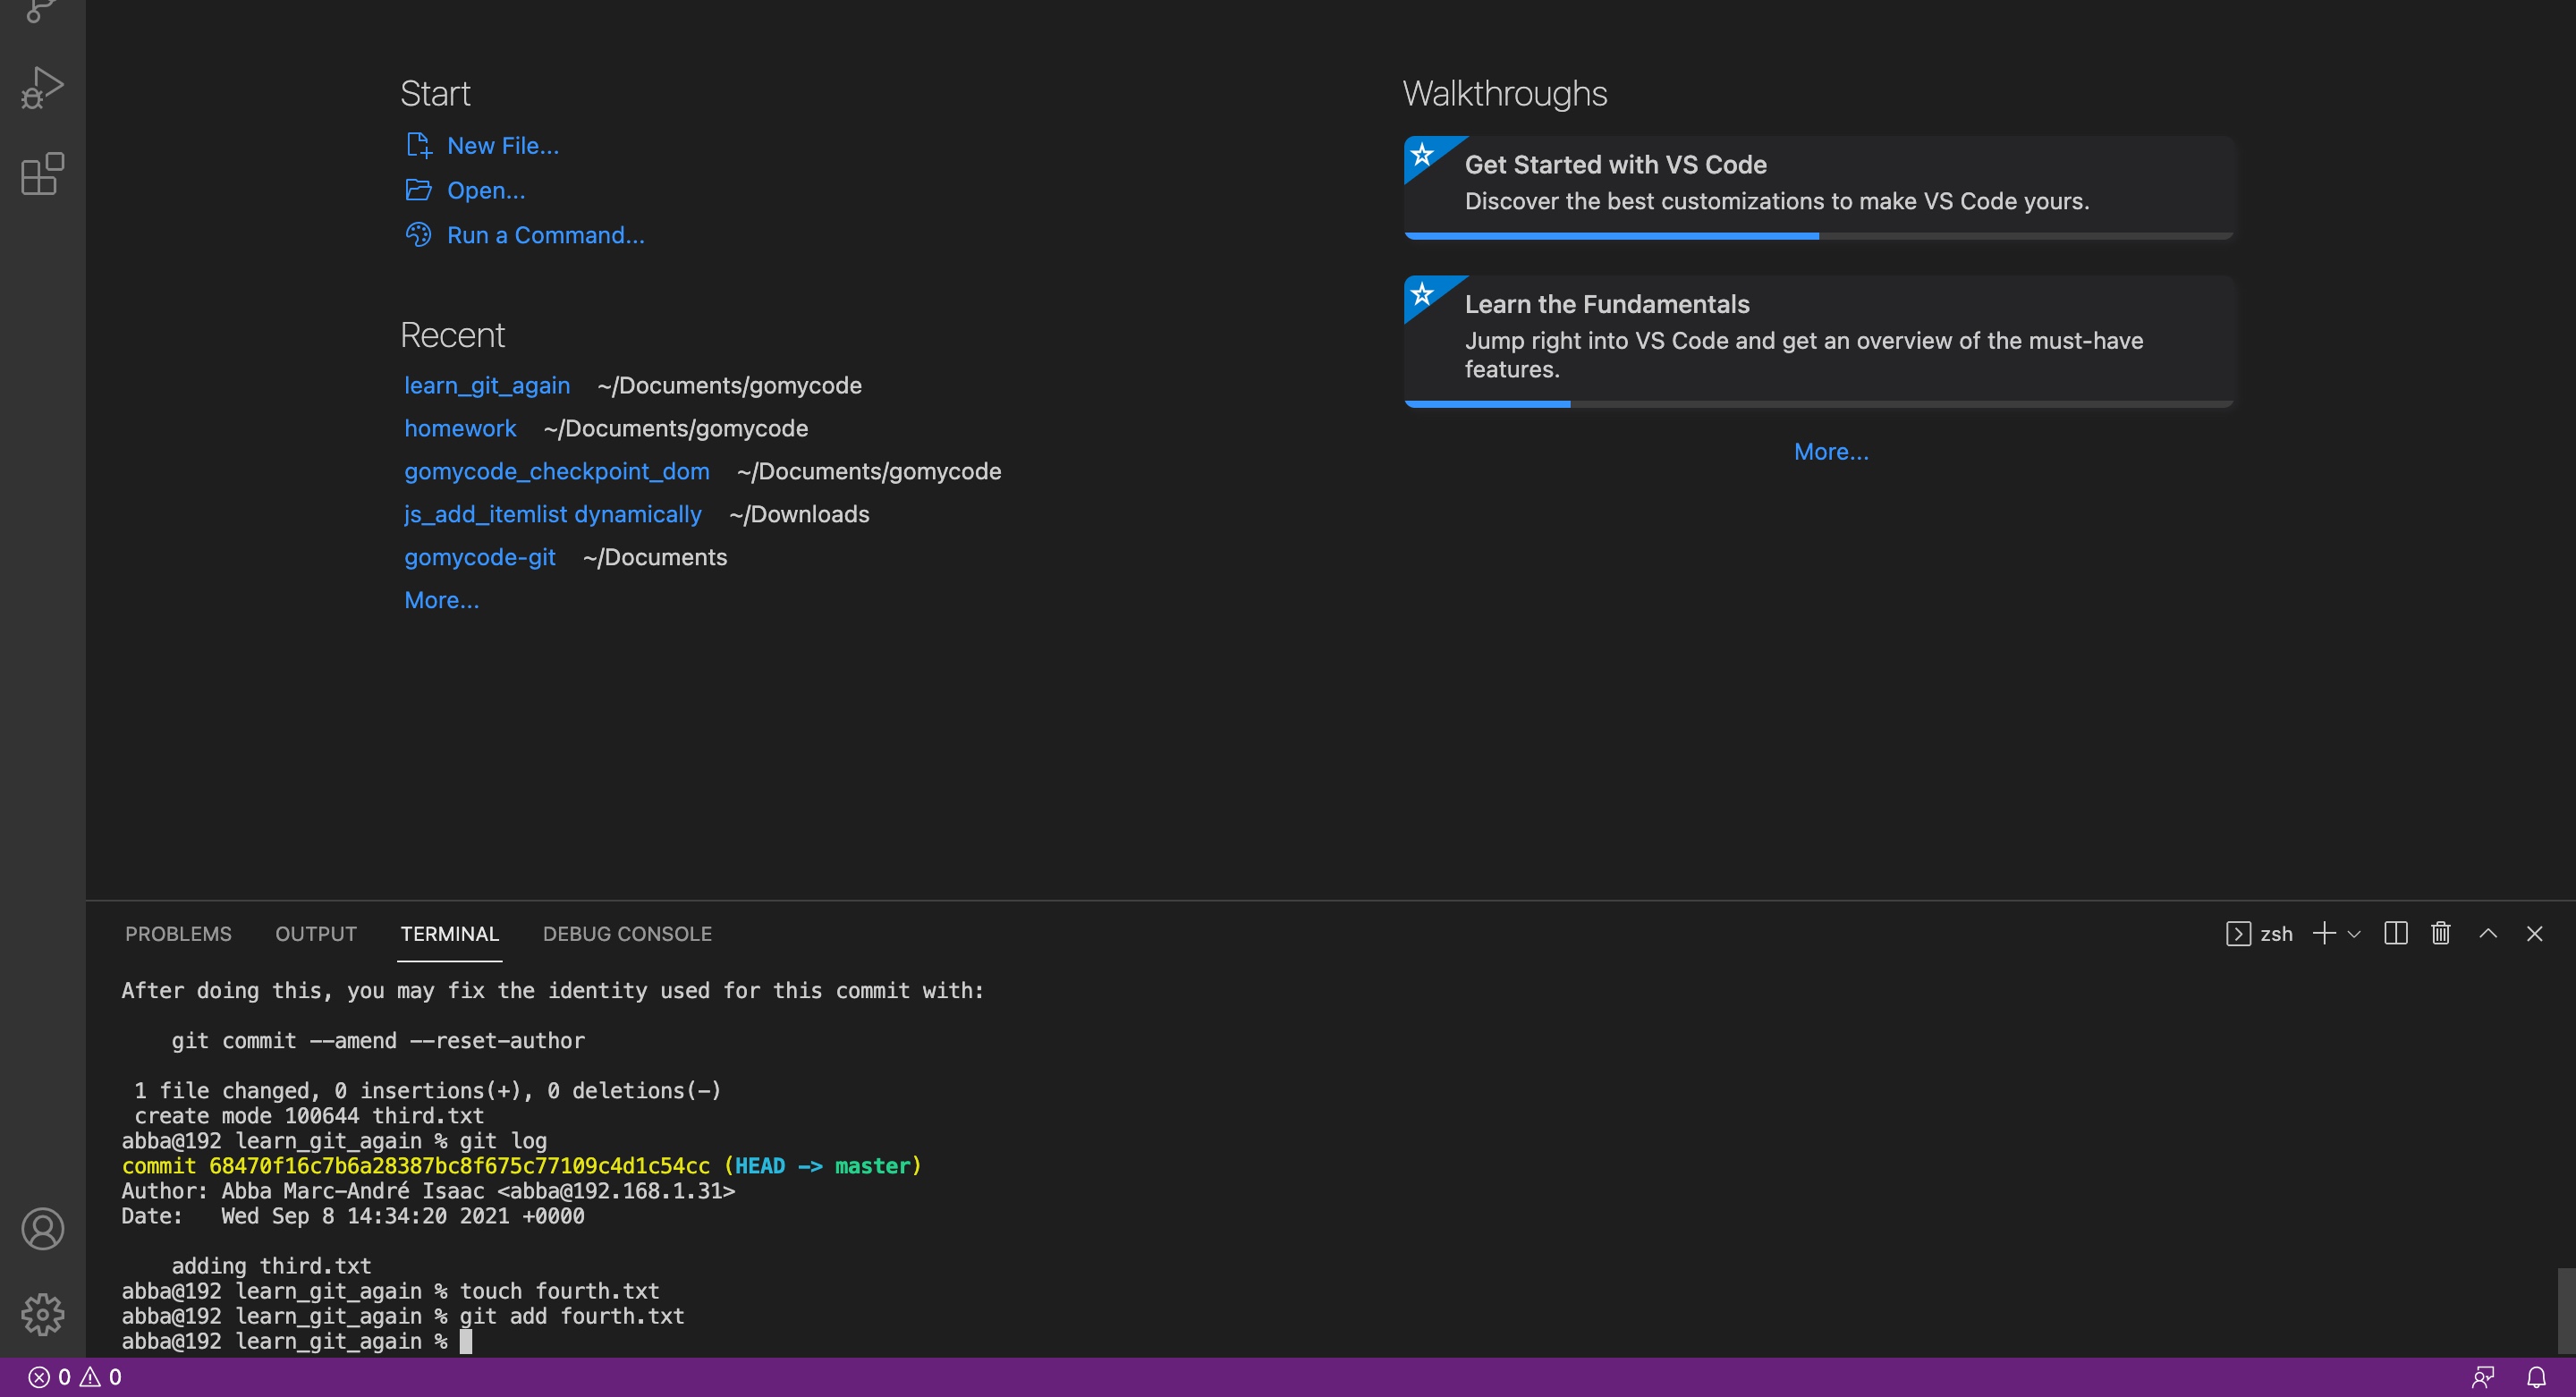 Start
New File...
Open...
Run a Command...
Recent
learn_git_again ~/Documents/gomycode
homework ~/Documents/gomycode
gomycode_checkpoint_dom ~/Documents/gomycode
js_add_itemlist dynamically ~/Downloads
gomycode-git ~/Documents
More...
Walkthroughs
Get Started with VS Code
Discover the best customizations to make VS Code yours.
Learn the Fundamentals
Jump right into VS Code and get an overview of the must-have
features.
More...
PROBLEMS OUTPUT TERMINAL DEBUG CONSOLE
zsh
After doing this, you may fix the identity used for this commit with:
git commit --amend --reset-author
1 file changed, 0 insertions(+), 0 deletions(-)
create mode 100644 third.txt
abba@192 learn_git_again % git log
commit 68470f16c7b6a28387bc8f675c77109c4d1c54cc (HEAD -> master)
Author: Abba Marc-André Isaac <abba@192.168.1.31>
Date: Wed Sep 8 14:34:20 2021 +0000
adding third.txt
abba@192 learn_git_again % touch fourth.txt
abba@192 learn_git_again % git add fourth.txt
abba@192 learn_git_again %
0 0